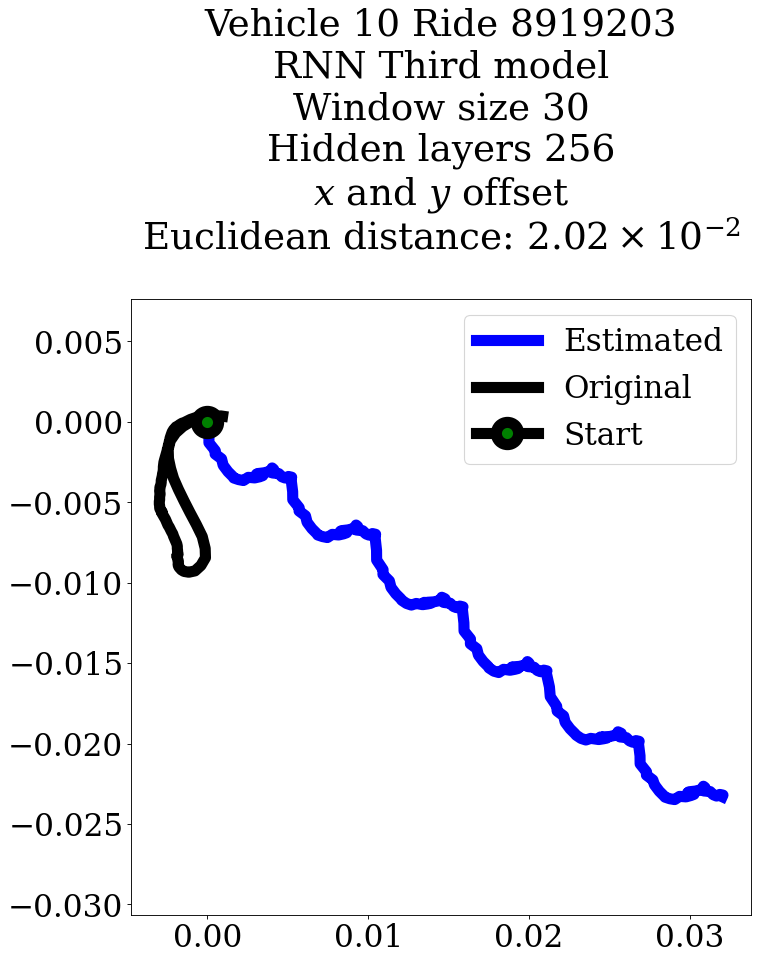 Vehicle 10 Ride 8919203
RNN Third model
Window size 30
Hidden layers 256
x and y offset
Euclidean distance: 2.02 × 10⁻²
Estimated
Original
Start
0.005
0.000
−0.005
−0.010
−0.015
−0.020
−0.025
−0.030
0.00 0.01 0.02 0.03